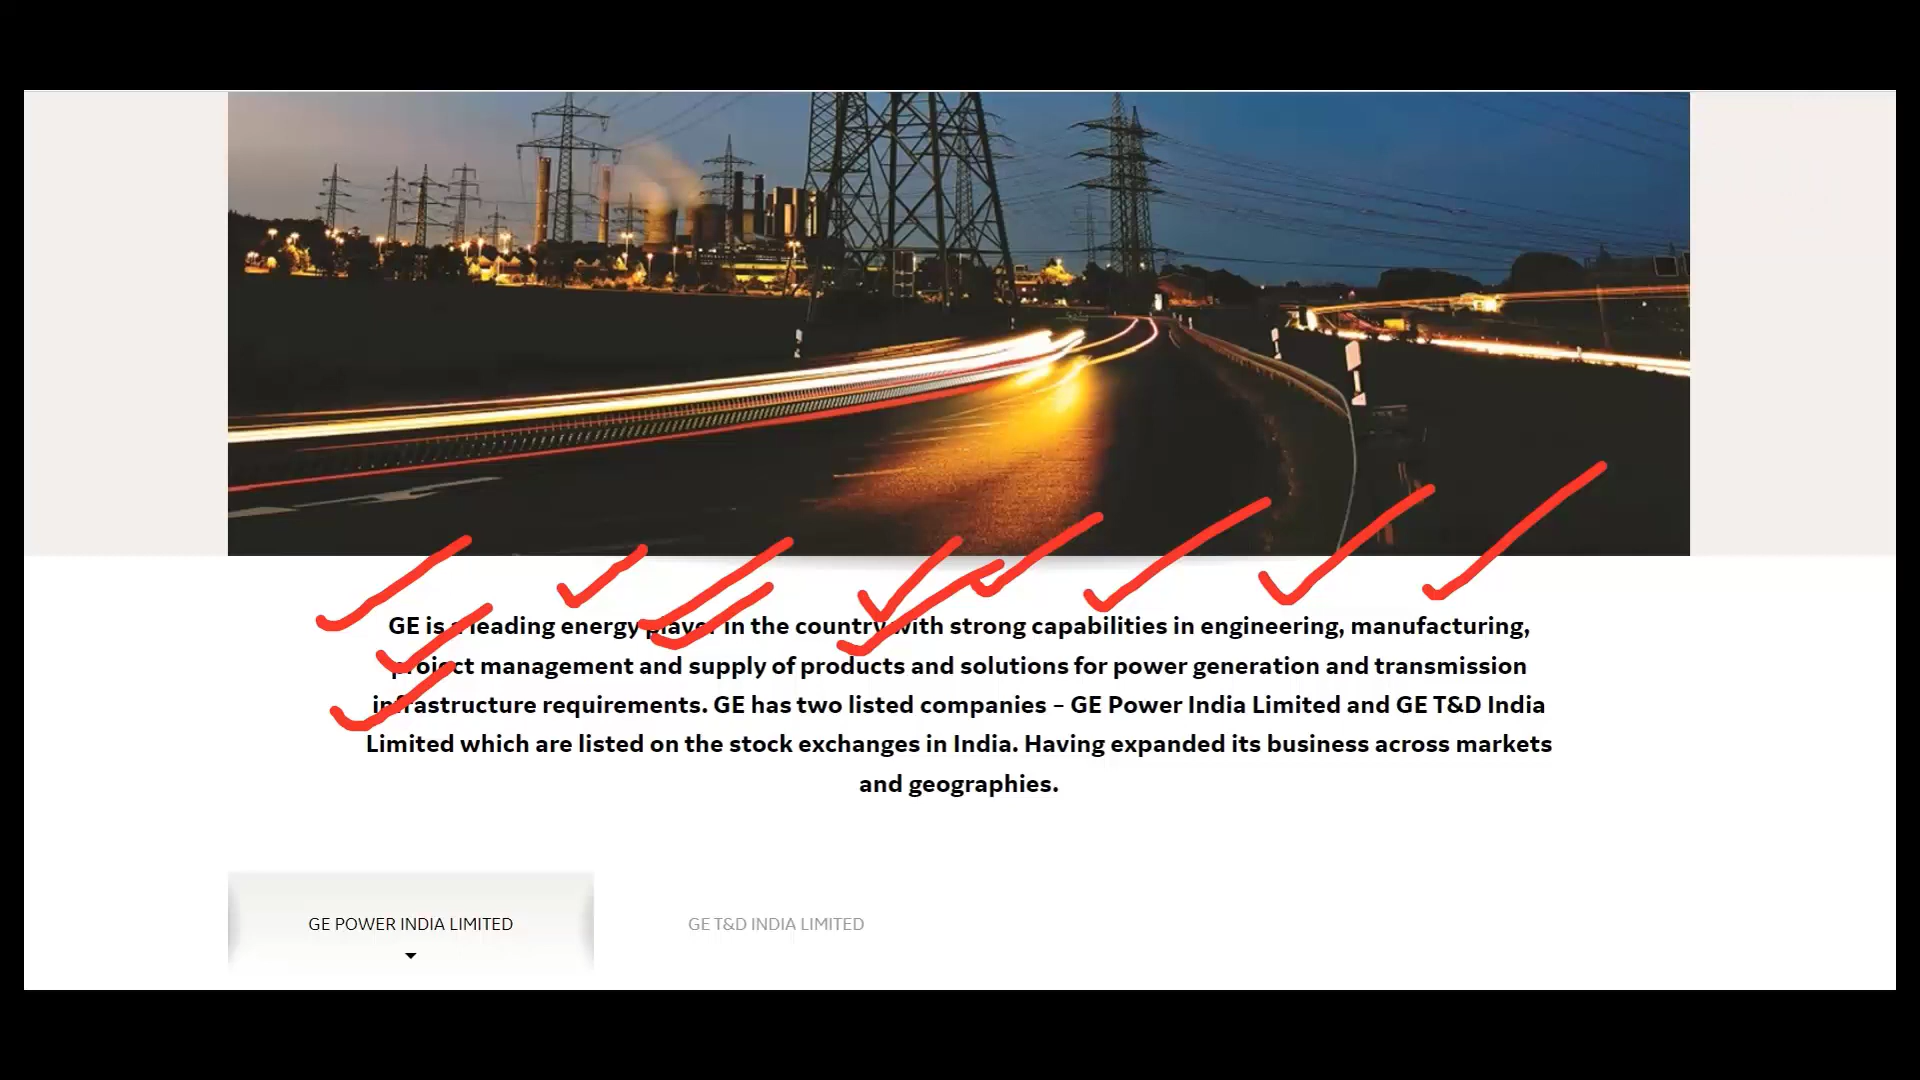 GE is a leading energy player in the country with strong capabilities in engineering, manufacturing,
project management and supply of products and solutions for power generation and transmission
infrastructure requirements. GE has two listed companies – GE Power India Limited and GE T&D India
Limited which are listed on the stock exchanges in India. Having expanded its business across markets
and geographies.
GE POWER INDIA LIMITED
GE T&D INDIA LIMITED